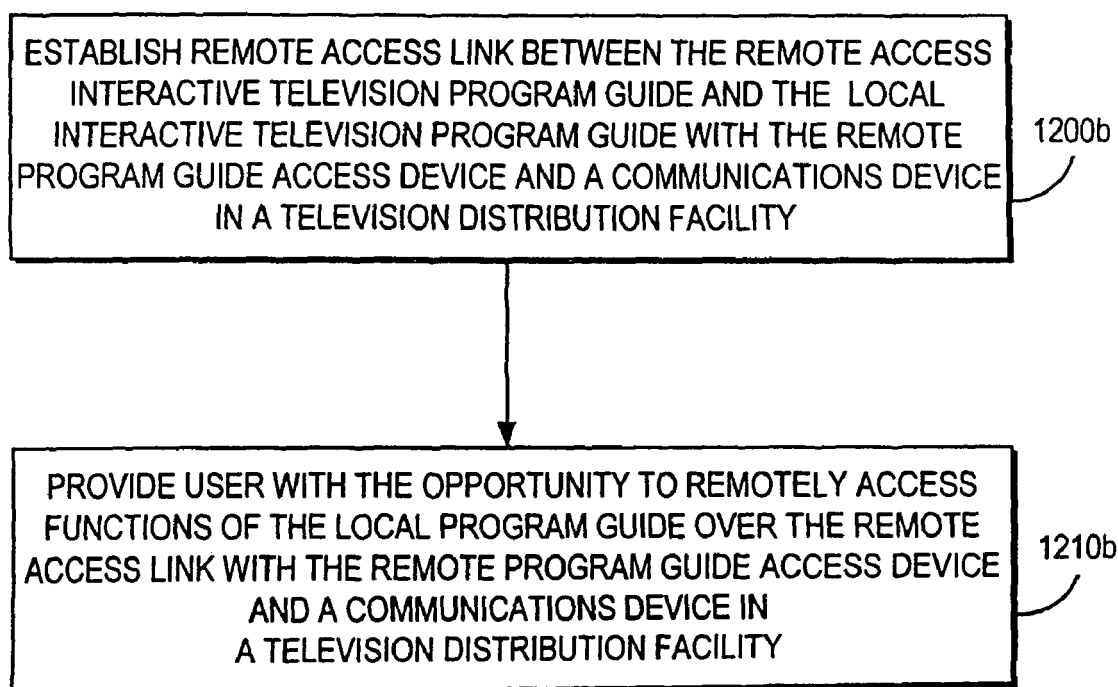 ESTABLISH REMOTE ACCESS LINK BETWEEN THE REMOTE ACCESS
INTERACTIVE TELEVISION PROGRAM GUIDE AND THE LOCAL
INTERACTIVE TELEVISION PROGRAM GUIDE WITH THE REMOTE
PROGRAM GUIDE ACCESS DEVICE AND A COMMUNICATIONS DEVICE
IN A TELEVISION DISTRIBUTION FACILITY
1200b
PROVIDE USER WITH THE OPPORTUNITY TO REMOTELY ACCESS
FUNCTIONS OF THE LOCAL PROGRAM GUIDE OVER THE REMOTE
ACCESS LINK WITH THE REMOTE PROGRAM GUIDE ACCESS DEVICE
AND A COMMUNICATIONS DEVICE IN
A TELEVISION DISTRIBUTION FACILITY
1210b